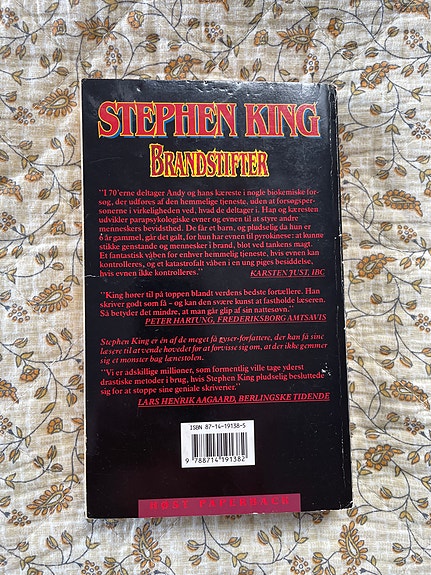 STEPHEN KING
BRANDSTIFTER
"I 70'erne deltager Andy og hans kæreste i nogle biokemiske for-
søg, der udføres af den hemmelige tjeneste, uden at forsøgsper-
sonerne i virkeligheden ved, hvad de deltager i. Han og kæresten
udvikler parapsykologiske evner og evnen til at styre andre
menneskers bevidsthed. De får et barn, og pludselig da hun er
8 år gammel, går det galt, for hun har evnen til pyrokinese: at kunne
stikke genstande og mennesker i brand, blot ved tankens magt.
Et fantastisk våben for enhver hemmelig tjeneste, hvis evnen kan
kontrolleres, og et katastrofalt våben i en ung piges besiddelse,
hvis evnen ikke kontrolleres."
KARSTEN JUST, IBC
"King hører til på toppen blandt verdens bedste fortællere. Han
skriver godt som få – og kan den svære kunst at fastholde læseren.
Så betyder det mindre, at man går glip af sin nattesøvn."
PETER HARTUNG, FREDERIKSBORG AMTSAVIS
Stephen King er én af de meget få gyser-forfattere, der kan få sine
læsere til at vende hovedet for at forvisse sig om, at der ikke gemmer
sig et monster bag lænestolen.
"Vi er adskillige millioner, som formentlig ville tage yderst
drastiske metoder i brug, hvis Stephen King pludselig besluttede
sig for at stoppe sine geniale skriverier."
LARS HENRIK AAGAARD, BERLINGSKE TIDENDE
ISBN 87-14-19138-5
9 788714 191382
HØST PAPERBACK